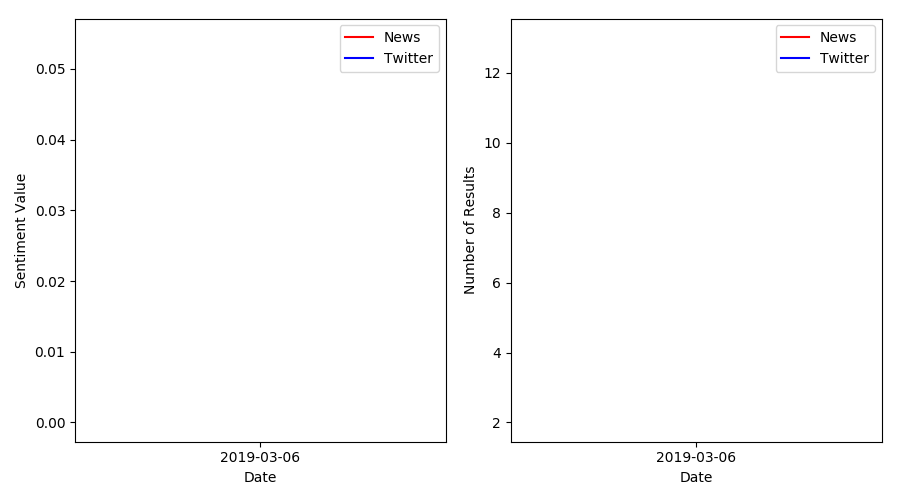 News
Twitter
0.05
0.04
0.03
0.02
0.01
0.00
Sentiment Value
2019-03-06
Date
News
Twitter
12
10
8
6
4
2
Number of Results
2019-03-06
Date